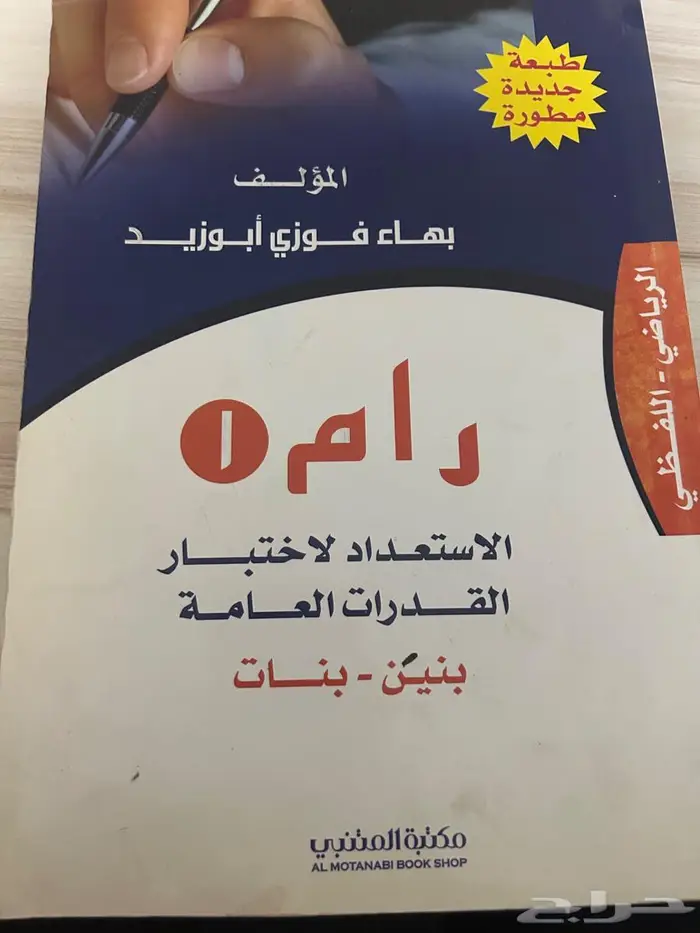 طبعة
جديدة
مطورة
المؤلف
بهاء فوزي أبوزيد
الرياضي - اللفظي
رام ١
الاستعداد لاختبار
القدرات العامة
بنين - بنات
مكتبة المتنبي
AL MOTANABI BOOK SHOP
حراج